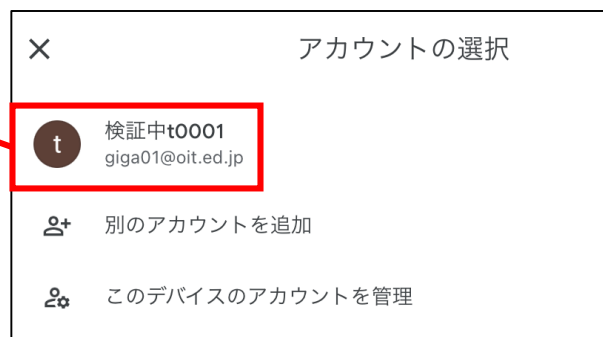 アカウントの選択
t
検証中t0001
giga01@oit.ed.jp
別のアカウントを追加
このデバイスのアカウントを管理